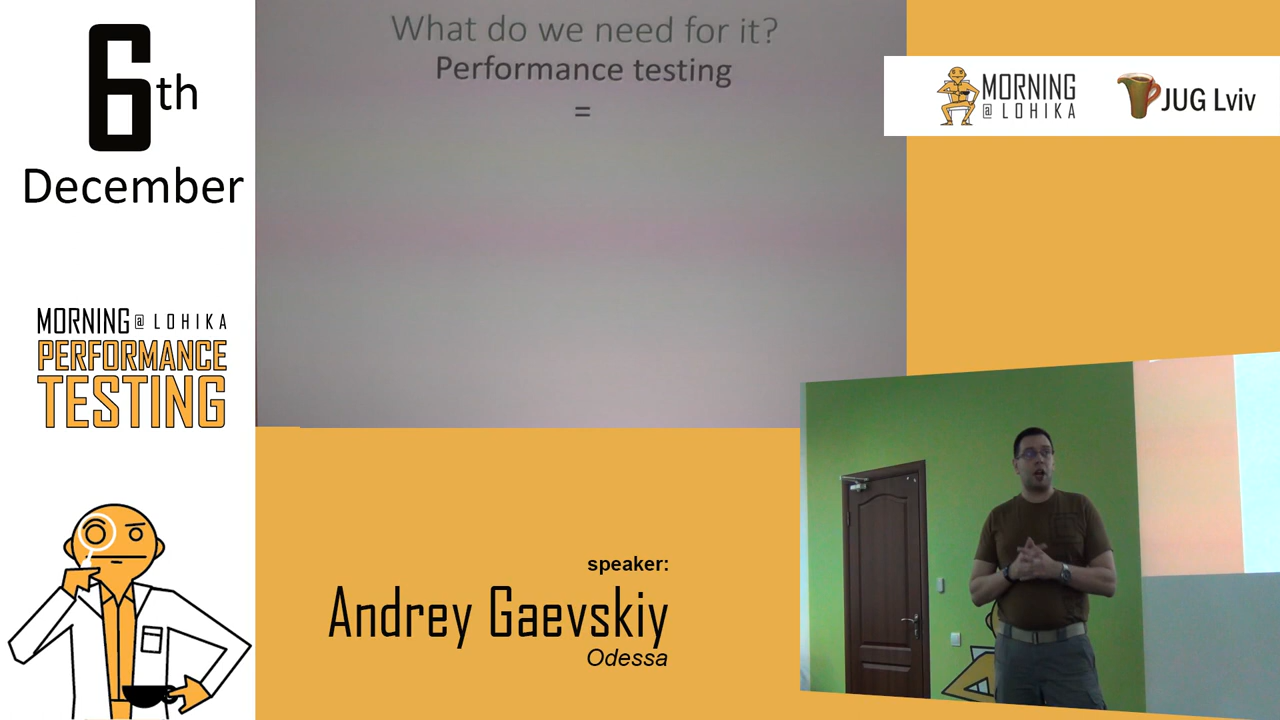 6th
December
MORNING @ LOHIKA
PERFORMANCE
TESTING
What do we need for it?
Performance testing
=
MORNING
@ LOHIKA
JUG Lviv
speaker:
Andrey Gaevskiy
Odessa